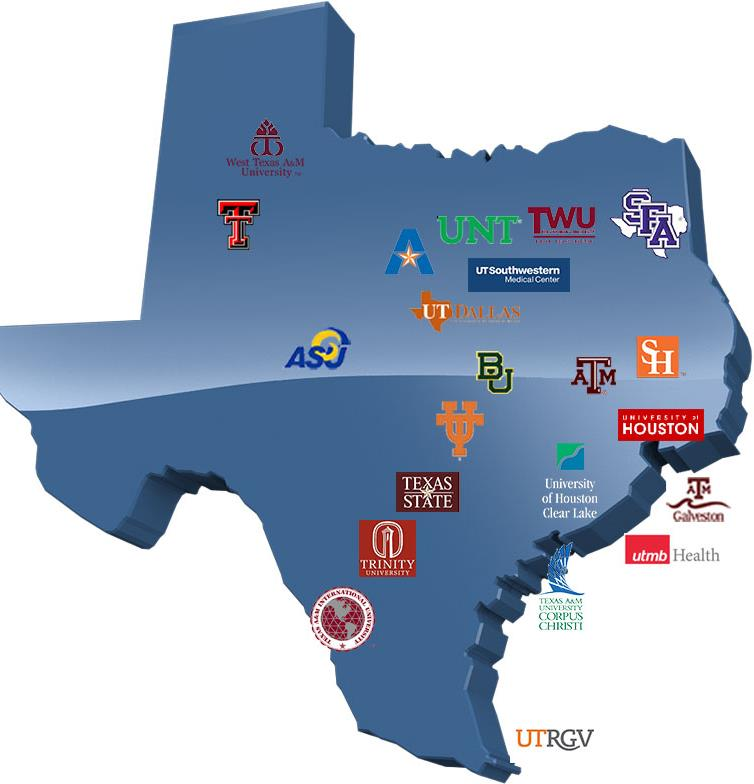 West Texas A&M
University
TM
T
UNT
TWU
SFA
A
UTSouthwestern
Medical Center
UT DALLAS
ASU
BU
ATM
SH
UT
UNIVERSITY of
HOUSTON
TEXAS
STATE
University
of Houston
Clear Lake
ATM
Galveston
TRINITY
UNIVERSITY
utmb Health
TEXAS A&M
UNIVERSITY
CORPUS
CHRISTI
TEXAS A&M INTERNATIONAL UNIVERSITY
UTRGV